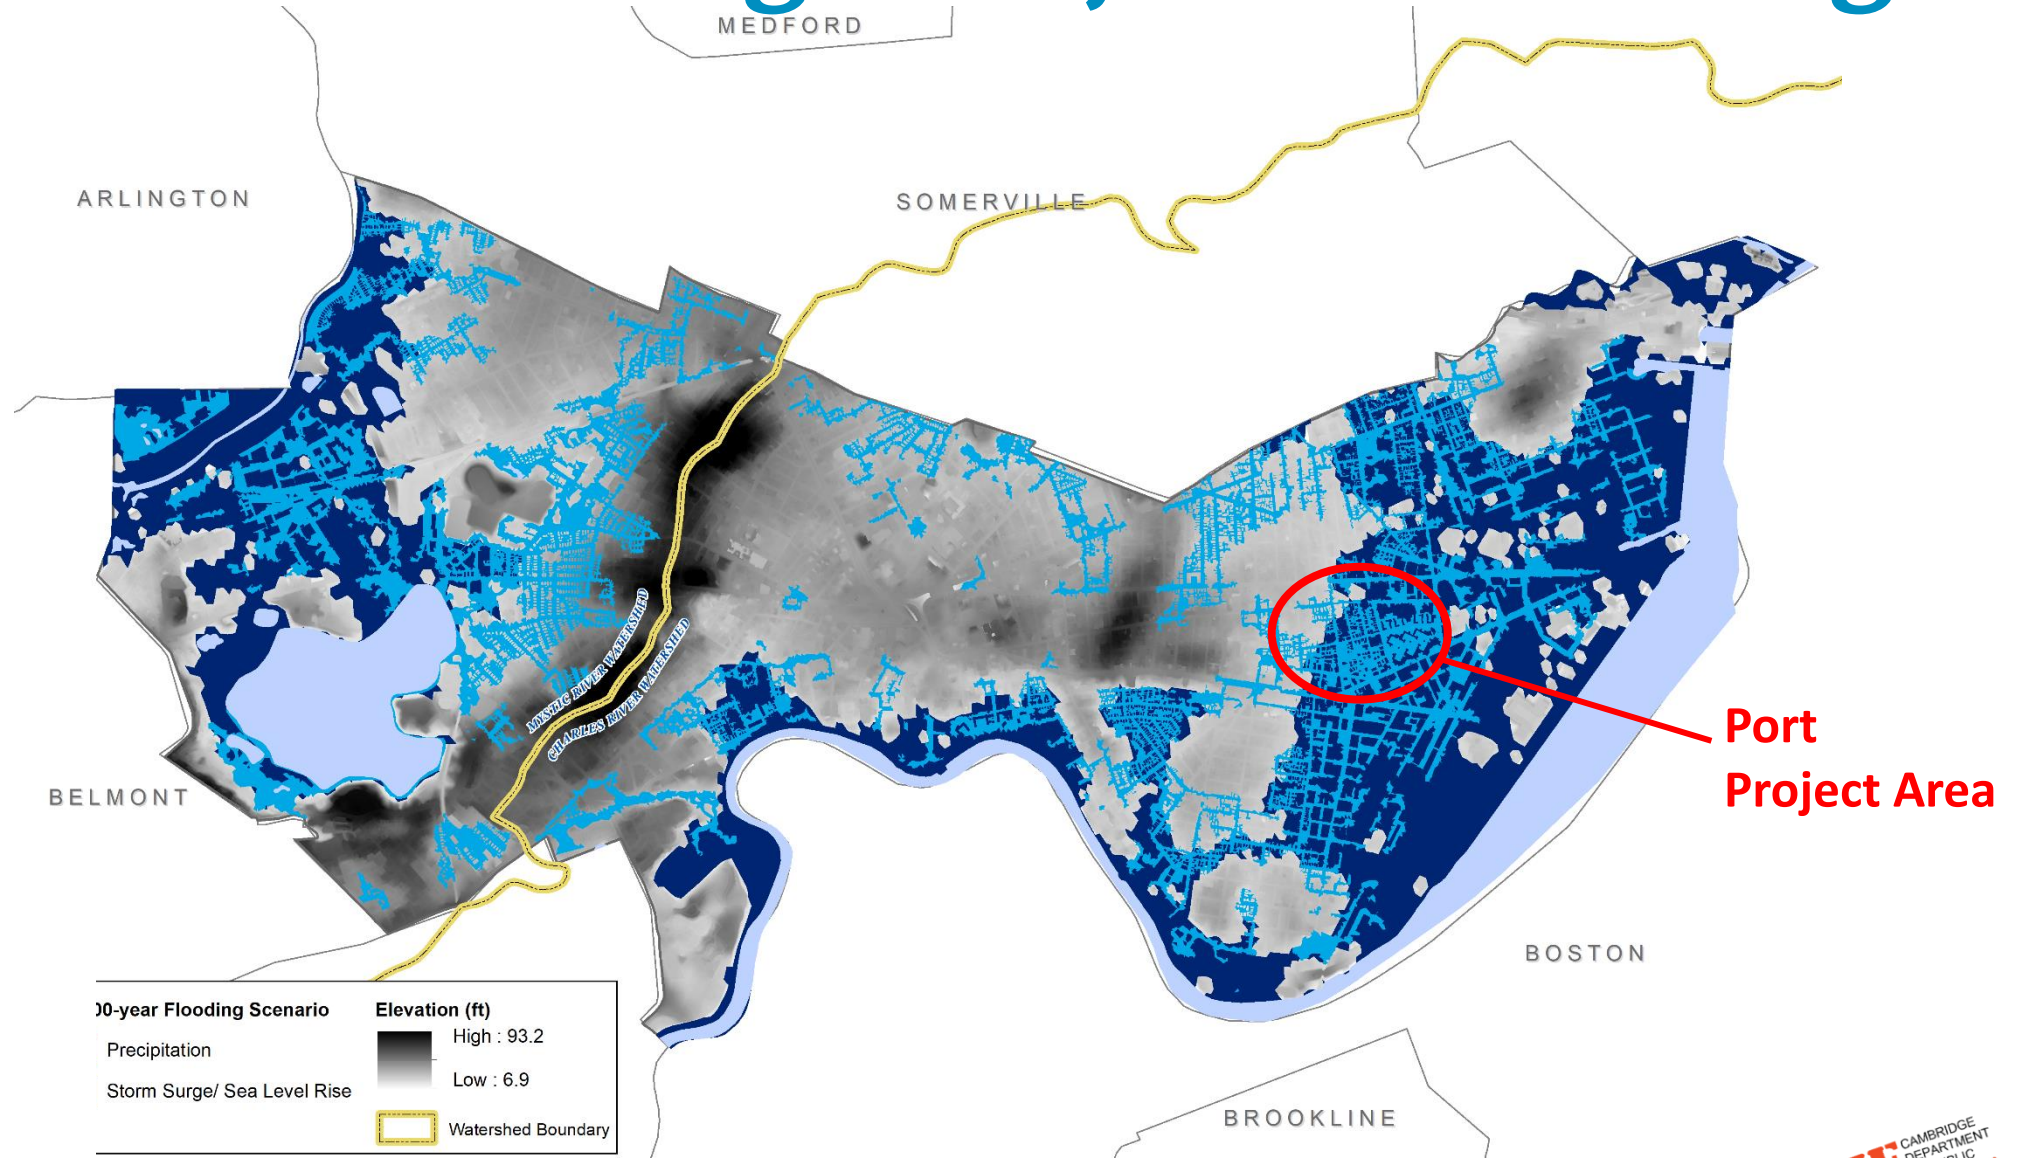 MEDFORD
ARLINGTON
SOMERVILLE
MYSTIC RIVER WATERSHED
CHARLES RIVER WATERSHED
Port
Project Area
BELMONT
BOSTON
00-year Flooding Scenario
Precipitation
Storm Surge/ Sea Level Rise
Elevation (ft)
High : 93.2
Low : 6.9
Watershed Boundary
BROOKLINE
CAMBRIDGE
DEPARTMENT